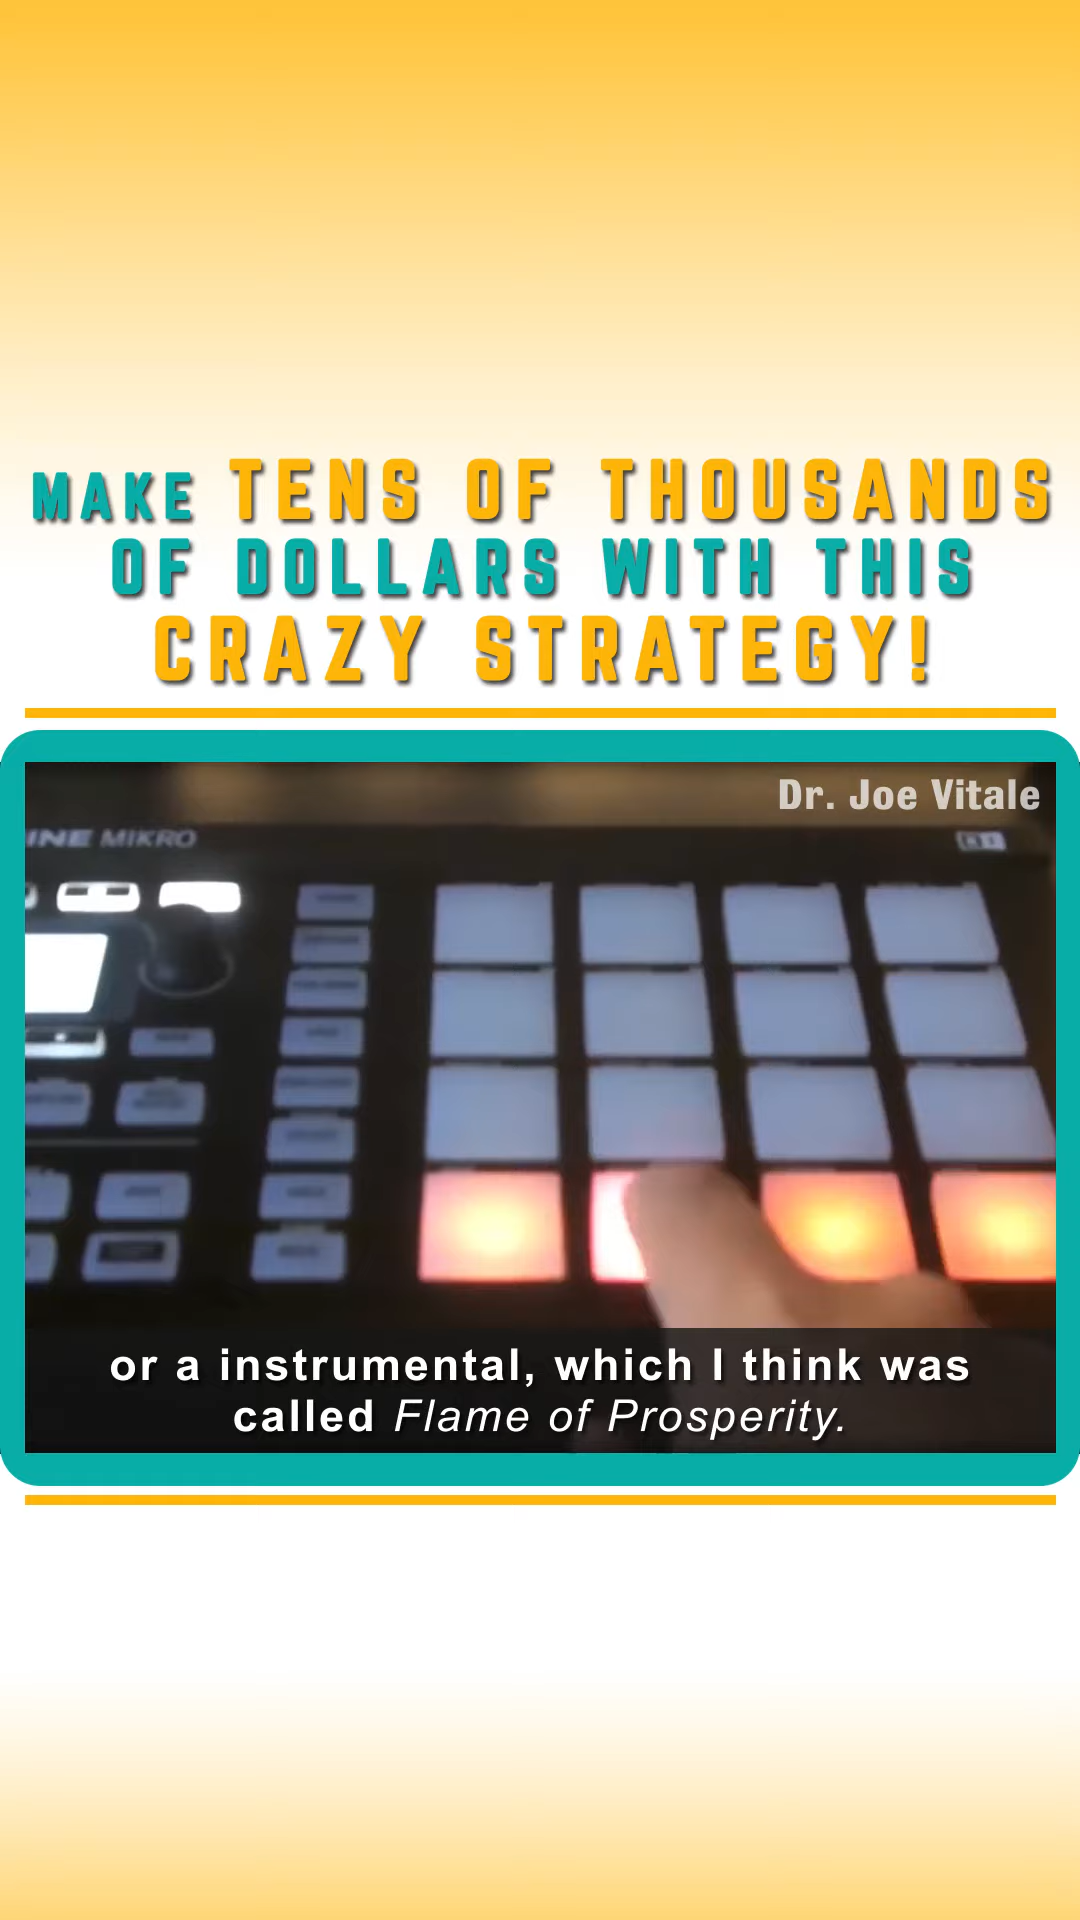 MAKE TENS OF THOUSANDS
OF DOLLARS WITH THIS
CRAZY STRATEGY!
Dr. Joe Vitale
MIKRO
or a instrumental, which I think was
called Flame of Prosperity.